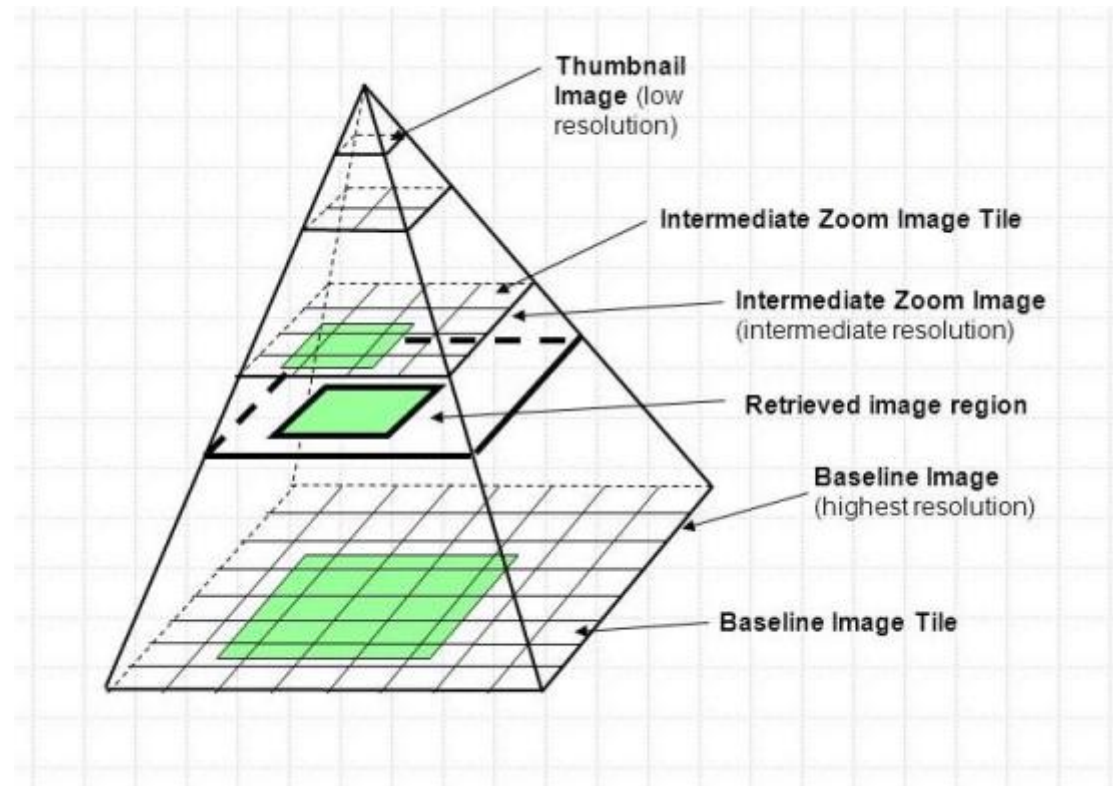 Thumbnail
Image (low
resolution)
Intermediate Zoom Image Tile
Intermediate Zoom Image
(intermediate resolution)
Retrieved image region
Baseline Image
(highest resolution)
Baseline Image Tile